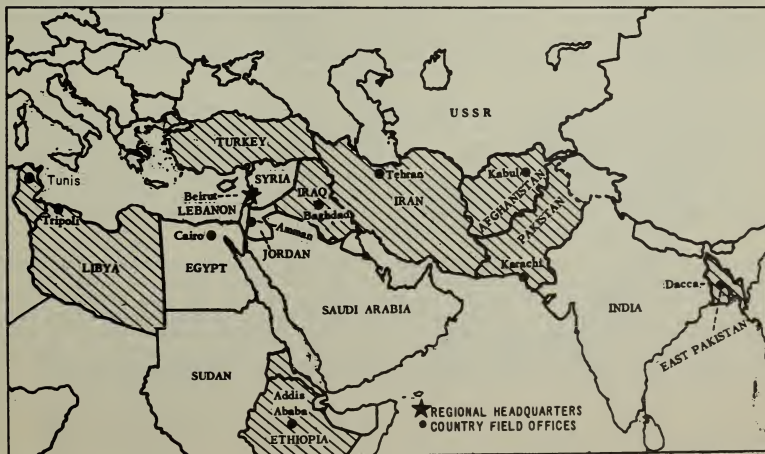 USSR
TURKEY
Tunis
SYRIA
Tehran
Kabul
Beirut
IRAQ
IRAN
AFGHANISTAN
LEBANON
Baghdad
PAKISTAN
Tripoli
Amman
Cairo
JORDAN
LIBYA
EGYPT
Karachi
Dacca
SAUDI ARABIA
INDIA
EAST PAKISTAN
SUDAN
Addis
Ababa
ETHIOPIA
REGIONAL HEADQUARTERS
COUNTRY FIELD OFFICES